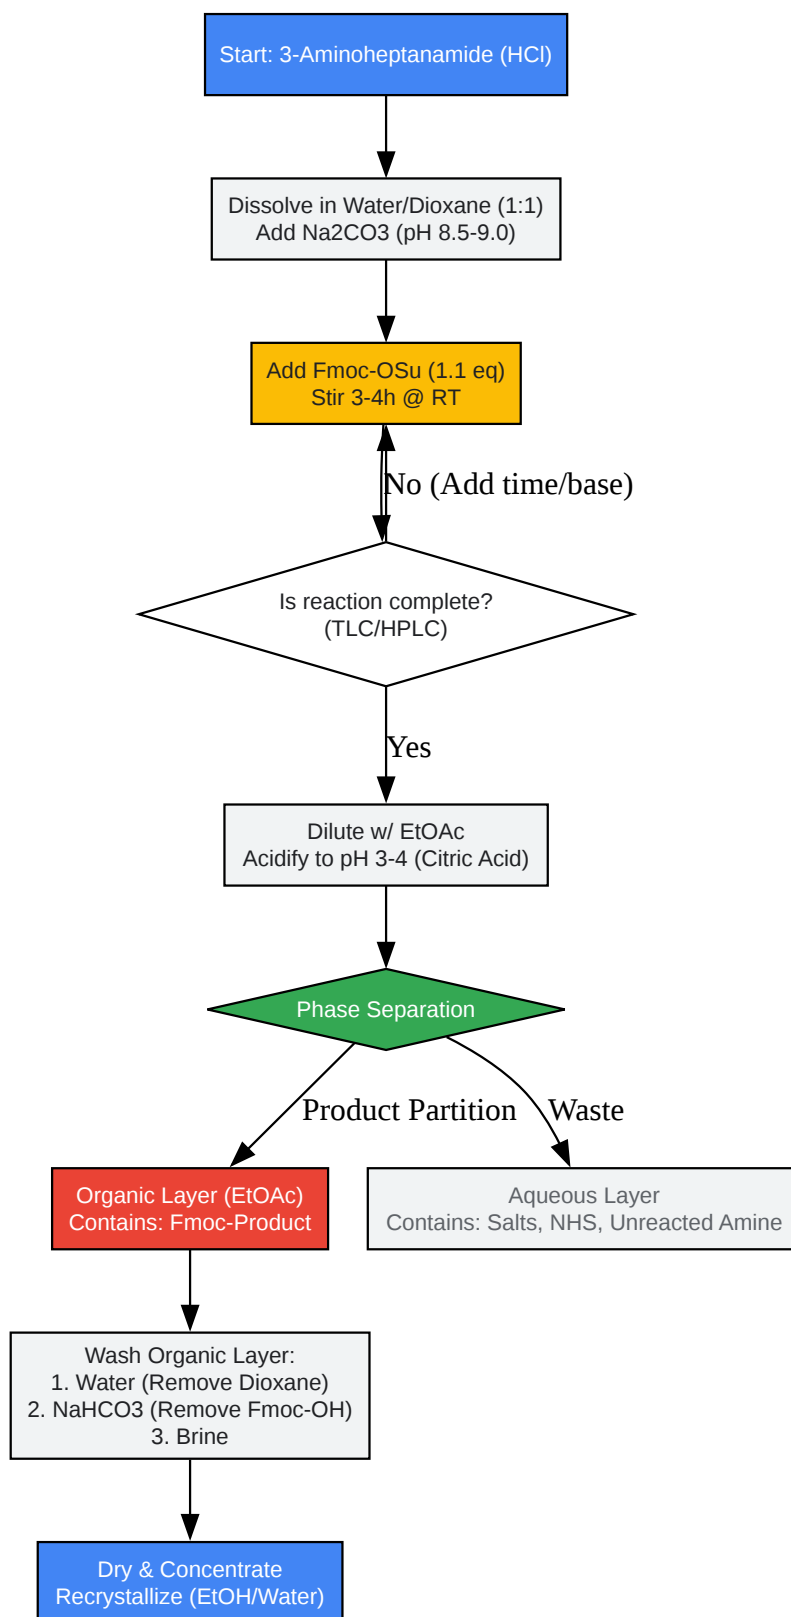 Start: 3-Aminoheptanamide (HCl)
Dissolve in Water/Dioxane (1:1)
Add Na2CO3 (pH 8.5-9.0)
Add Fmoc-OSu (1.1 eq)
Stir 3-4h @ RT
No (Add time/base)
Is reaction complete?
(TLC/HPLC)
Yes
Dilute w/ EtOAc
Acidify to pH 3-4 (Citric Acid)
Phase Separation
Product Partition
Waste
Organic Layer (EtOAc)
Contains: Fmoc-Product
Aqueous Layer
Contains: Salts, NHS, Unreacted Amine
Wash Organic Layer:
1. Water (Remove Dioxane)
2. NaHCO3 (Remove Fmoc-OH)
3. Brine
Dry & Concentrate
Recrystallize (EtOH/Water)